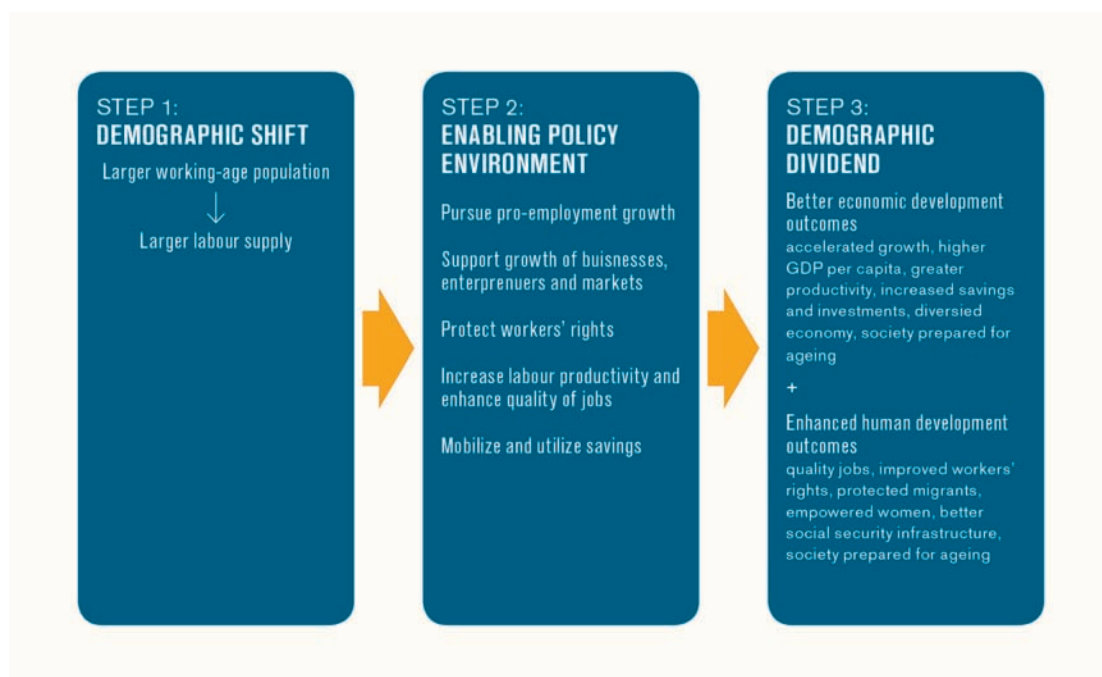 STEP 1:
DEMOGRAPHIC SHIFT
Larger working-age population
Larger labour supply
STEP 2:
ENABLING POLICY
ENVIRONMENT
Pursue pro-employment growth
Support growth of buisnesses,
enterprenuers and markets
Protect workers' rights
Increase labour productivity and
enhance quality of jobs
Mobilize and utilize savings
STEP 3:
DEMOGRAPHIC
DIVIDEND
Better economic development
outcomes
accelerated growth, higher
GDP per capita, greater
productivity, increased savings
and investments, diversied
economy, society prepared for
ageing
+
Enhanced human development
outcomes
quality jobs, improved workers'
rights, protected migrants,
empowered women, better
social security infrastructure,
society prepared for ageing